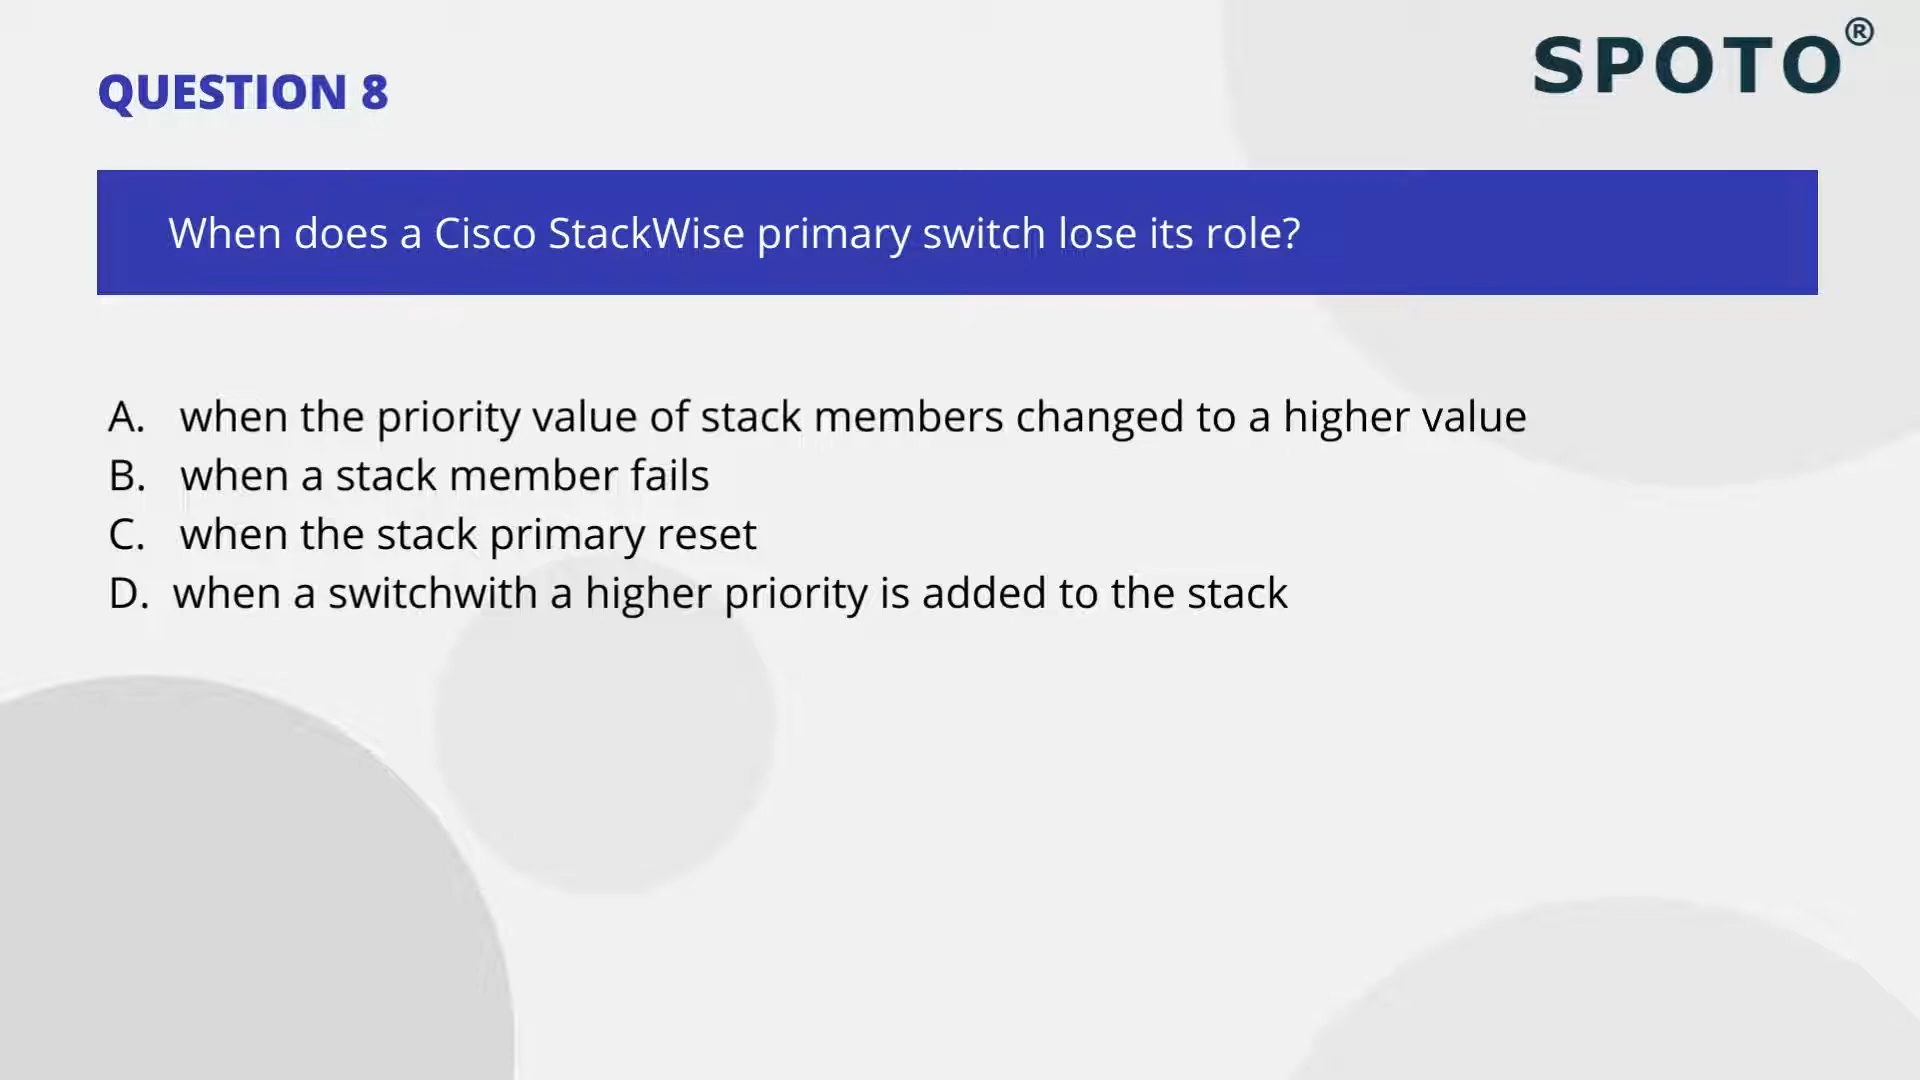 SPOTO®
QUESTION 8
When does a Cisco StackWise primary switch lose its role?
A. when the priority value of stack members changed to a higher value
B. when a stack member fails
C. when the stack primary reset
D. when a switchwith a higher priority is added to the stack